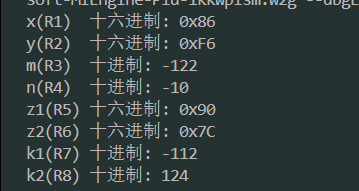 x(R1) 十六进制: 0x86
y(R2) 十六进制: 0xF6
m(R3) 十进制: -122
n(R4) 十进制: -10
z1(R5) 十六进制: 0x90
z2(R6) 十六进制: 0x7C
k1(R7) 十进制: -112
k2(R8) 十进制: 124